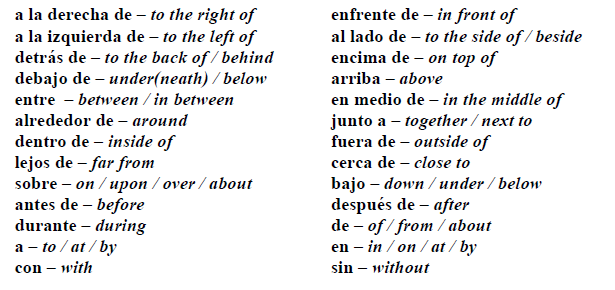 a la derecha de – to the right of
a la izquierda de – to the left of
detrás de – to the back of / behind
debajo de – under(neath) / below
entre – between / in between
alrededor de – around
dentro de – inside of
lejos de – far from
sobre – on / upon / over / about
antes de – before
durante – during
a – to / at / by
con – with
enfrente de – in front of
al lado de – to the side of / beside
encima de – on top of
arriba – above
en medio de – in the middle of
junto a – together / next to
fuera de – outside of
cerca de – close to
bajo – down / under / below
después de – after
de – of / from / about
en – in / on / at / by
sin – without